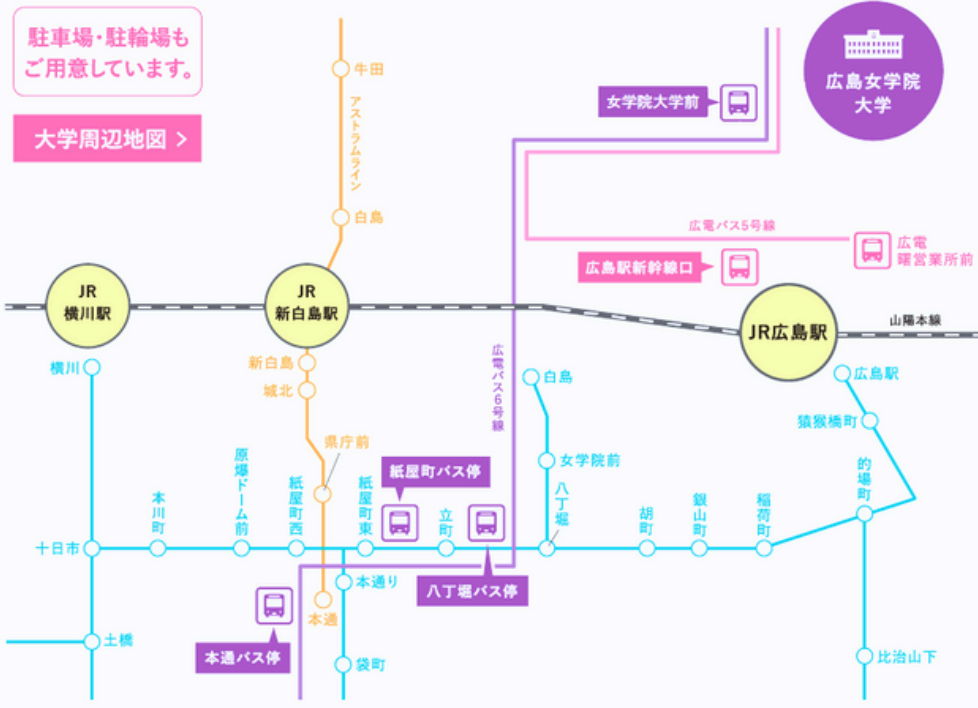 駐車場・駐輪場も
ご用意しています。
大学周辺地図 >
広島女学院
大学
牛田
アストラムライン
女学院大学前
白島
広電バス5号線
広電
曙営業所前
広島駅新幹線口
JR
横川駅
JR
新白島駅
JR広島駅
山陽本線
横川
新白島
城北
広電バス6号線
白島
広島駅
猿猴橋町
県庁前
原爆ドーム前
紙屋町バス停
女学院前
本川町
紙屋町西
紙屋町東
立町
八丁堀
胡町
銀山町
稲荷町
的場町
十日市
本通り
八丁堀バス停
本通
土橋
本通バス停
袋町
比治山下